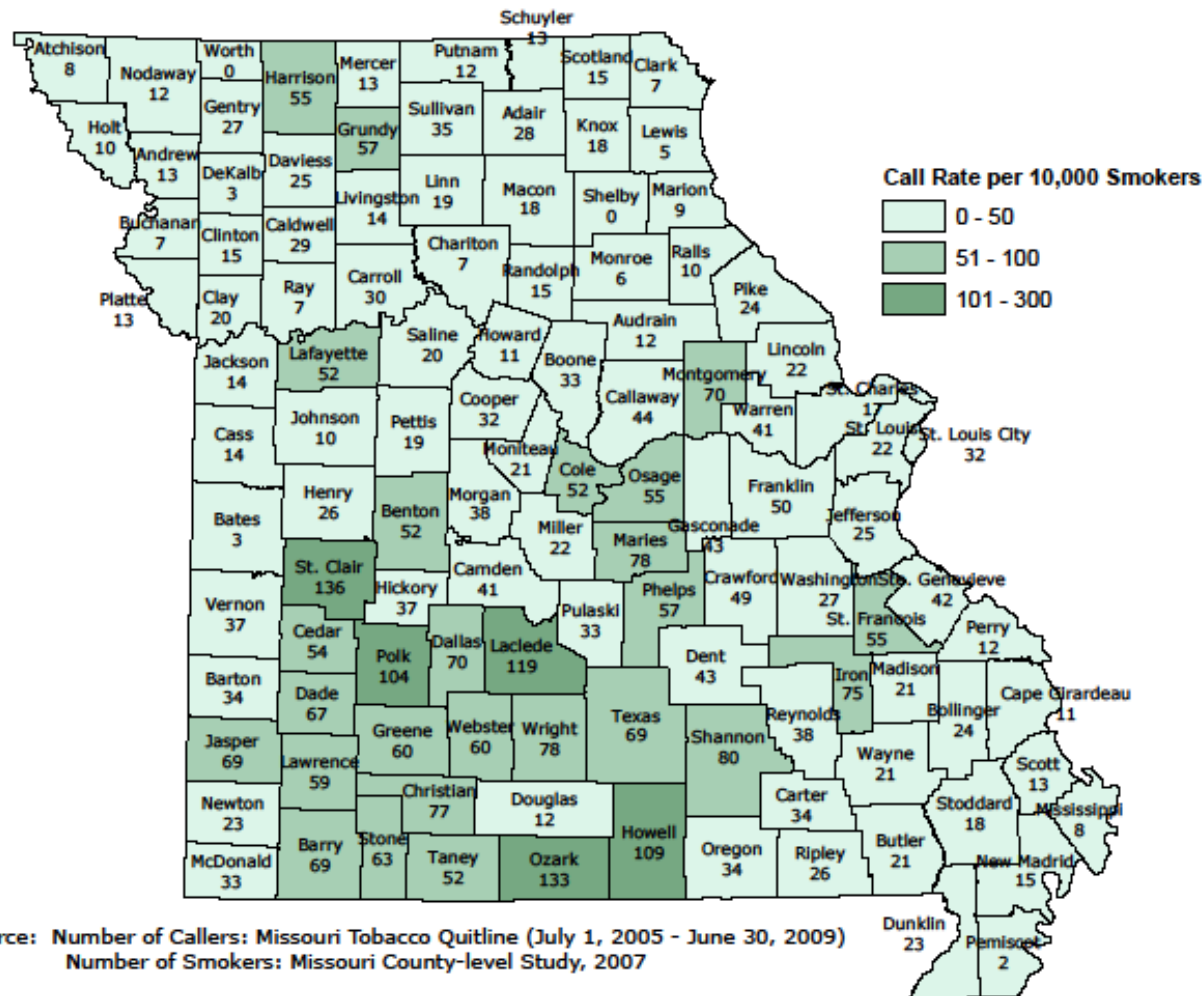 Schuyler
13
Atchison
8
Nodaway
12
Worth
0
Harrison
55
Mercer
13
Putnam
12
Scotland
15
Clark
7
Gentry
27
Sullivan
35
Adair
28
Knox
18
Lewis
5
Holt
10
Grundy
57
Andrew
13
DeKalb
3
Daviess
25
Livingston
14
Linn
19
Macon
18
Shelby
0
Marion
9
Call Rate per 10,000 Smokers
0 - 50
51 - 100
101 - 300
Buchanan
7
Clinton
15
Caldwell
29
Chariton
7
Randolph
15
Monroe
6
Ralls
10
Platte
13
Clay
20
Ray
7
Carroll
30
Pike
24
Audrain
12
Jackson
14
Lafayette
52
Saline
20
Howard
11
Boone
33
Lincoln
22
Montgomery
70
Callaway
44
Warren
41
St. Charles
17
St. Louis
22
St. Louis City
32
Cass
14
Johnson
10
Pettis
19
Cooper
32
Moniteau
21
Cole
52
Osage
55
Franklin
50
Jefferson
25
Henry
26
Benton
52
Morgan
38
Miller
22
Maries
78
Gasconade
43
Bates
3
St. Clair
136
Hickory
37
Camden
41
Pulaski
33
Phelps
57
Crawford
49
Washington
27
Ste. Genevieve
42
St. Francois
55
Perry
12
Vernon
37
Cedar
54
Polk
104
Dallas
70
Laclede
119
Dent
43
Iron
75
Madison
21
Cape Girardeau
11
Barton
34
Dade
67
Greene
60
Webster
60
Wright
78
Texas
69
Shannon
80
Reynolds
38
Bollinger
24
Jasper
69
Lawrence
59
Wayne
21
Scott
13
Newton
23
Christian
77
Douglas
12
Howell
109
Carter
34
Stoddard
18
Mississippi
8
McDonald
33
Barry
69
Stone
63
Taney
52
Ozark
133
Oregon
34
Ripley
26
Butler
21
New Madrid
15
Dunklin
23
Pemiscot
2
rce: Number of Callers: Missouri Tobacco Quitline (July 1, 2005 - June 30, 2009)
Number of Smokers: Missouri County-level Study, 2007